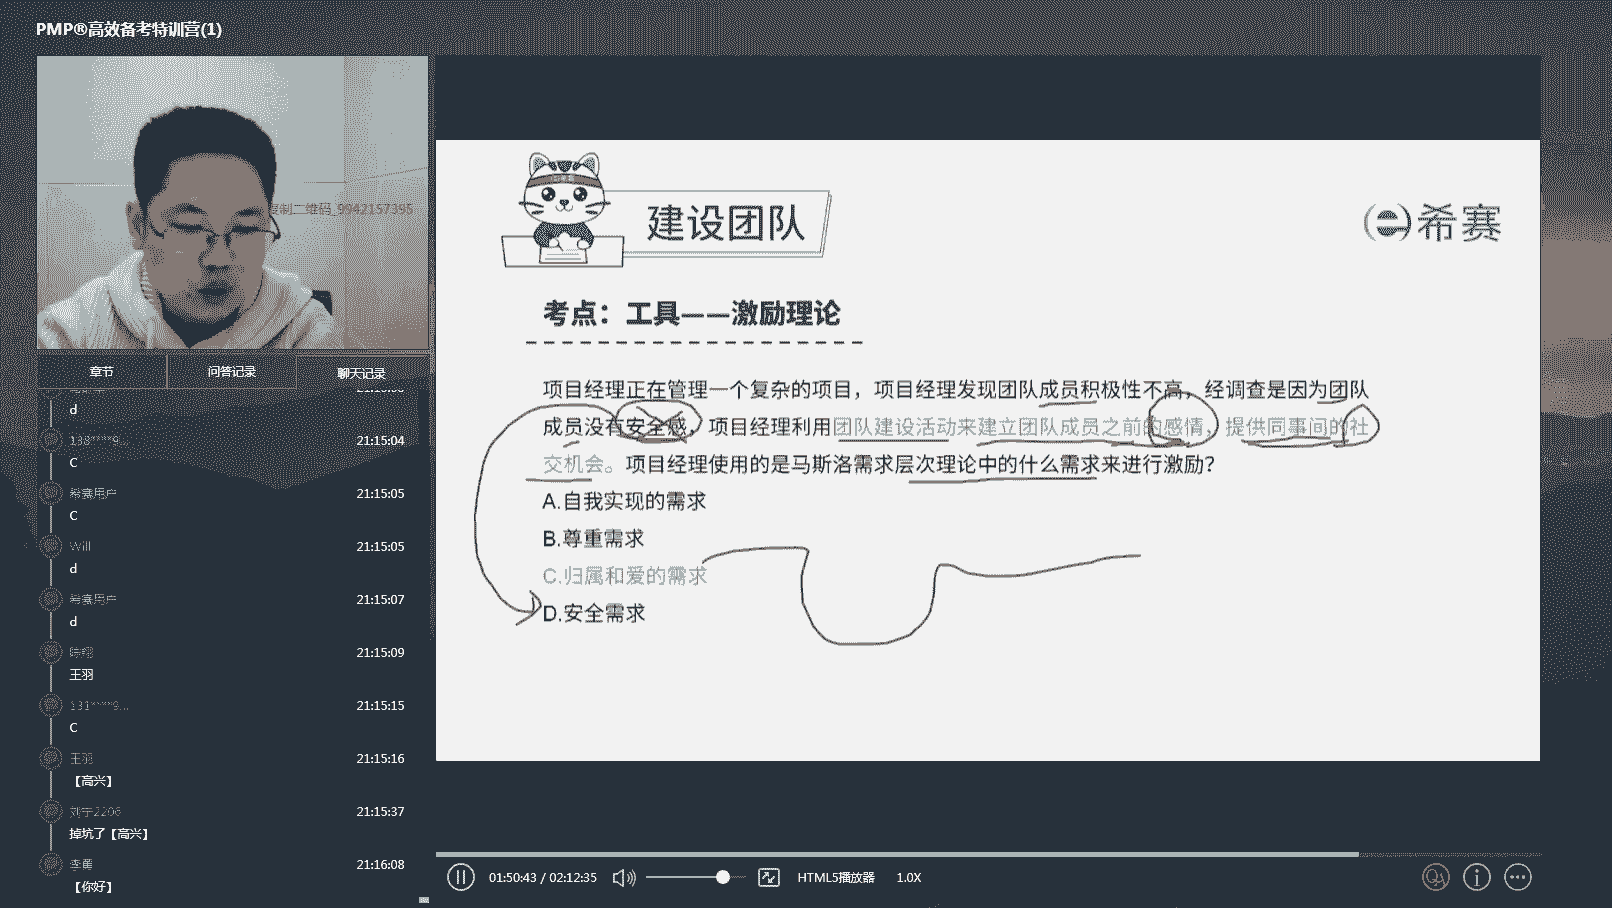 PMP®高效备考特训营(1)
制二维码_9942157395
章节
问答记录
聊天记录
d
138****9...
21:15:04
C
希赛用户
21:15:05
C
Will
21:15:05
d
希赛用户
21:15:07
d
21:15:09
王羽
131****9...
21:15:15
C
王羽
21:15:16
【高兴】
刘宇2206
21:15:37
掉坑了【高兴】
李勇
21:16:08
【你好】
建设团队
希赛
考点：工具——激励理论
项目经理正在管理一个复杂的项目，项目经理发现团队成员积极性不高，经调查是因为团队
成员没有安全感，项目经理利用团队建设活动来建立团队成员之前的感情，提供同事间的社
交机会。项目经理使用的是马斯洛需求层次理论中的什么需求来进行激励？
A.自我实现的需求
B.尊重需求
C.归属和爱的需求
D.安全需求
01:50:43 / 02:12:35
HTML5播放器
1.0X
QA